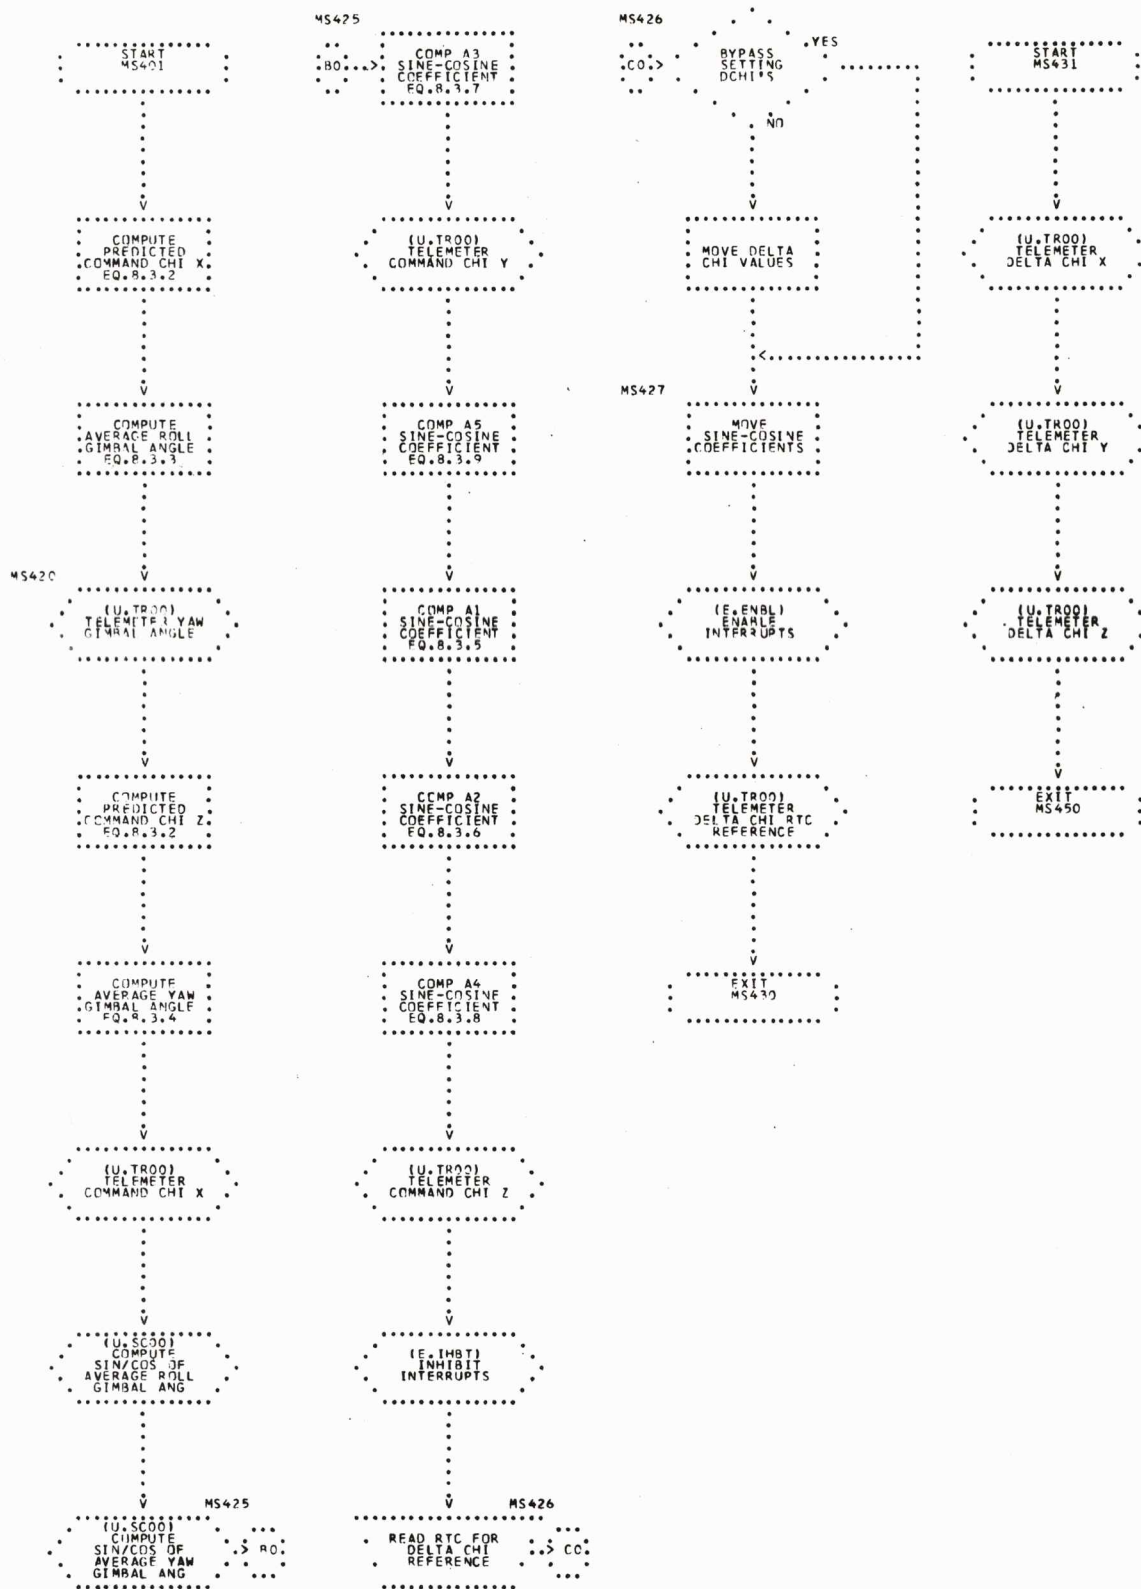 START
MS401
COMPUTE
PREDICTED
COMMAND CHI X
EQ.8.3.2
COMPUTE
AVERAGE ROLL
GIMBAL ANGLE
EQ.8.3.3
MS420
(U.TR00)
TELEMETER YAW
GIMBAL ANGLE
COMPUTE
PREDICTED
COMMAND CHI Z
EQ.8.3.2
COMPUTE
AVERAGE YAW
GIMBAL ANGLE
EQ.8.3.4
(U.TR00)
TELEMETER
COMMAND CHI X
(U.SC00)
COMPUTE
SIN/COS OF
AVERAGE ROLL
GIMBAL ANG
MS425
(U.SC00)
COMPUTE
SIN/COS OF
AVERAGE YAW
GIMBAL ANG
B0
MS425
B0
COMP A3
SINE-COSINE
COEFFICIENT
EQ.8.3.7
(U.TR00)
TELEMETER
COMMAND CHI Y
COMP A5
SINE-COSINE
COEFFICIENT
EQ.8.3.9
COMP A1
SINE-COSINE
COEFFICIENT
EQ.8.3.5
COMP A2
SINE-COSINE
COEFFICIENT
EQ.8.3.6
COMP A4
SINE-COSINE
COEFFICIENT
EQ.8.3.8
(U.TR00)
TELEMETER
COMMAND CHI Z
(E.IHBT)
INHIBIT
INTERRUPTS
MS426
READ RTC FOR
DELTA CHI
REFERENCE
C0
MS426
C0
BYPASS
SETTING
DCHI'S
YES
NO
MOVE DELTA
CHI VALUES
MS427
MOVE
SINE-COSINE
COEFFICIENTS
(E.ENBL)
ENABLE
INTERRUPTS
(U.TR00)
TELEMETER
DELTA CHI RTC
REFERENCE
EXIT
MS430
START
MS431
(U.TR00)
TELEMETER
DELTA CHI X
(U.TR00)
TELEMETER
DELTA CHI Y
(U.TR00)
TELEMETER
DELTA CHI Z
EXIT
MS450